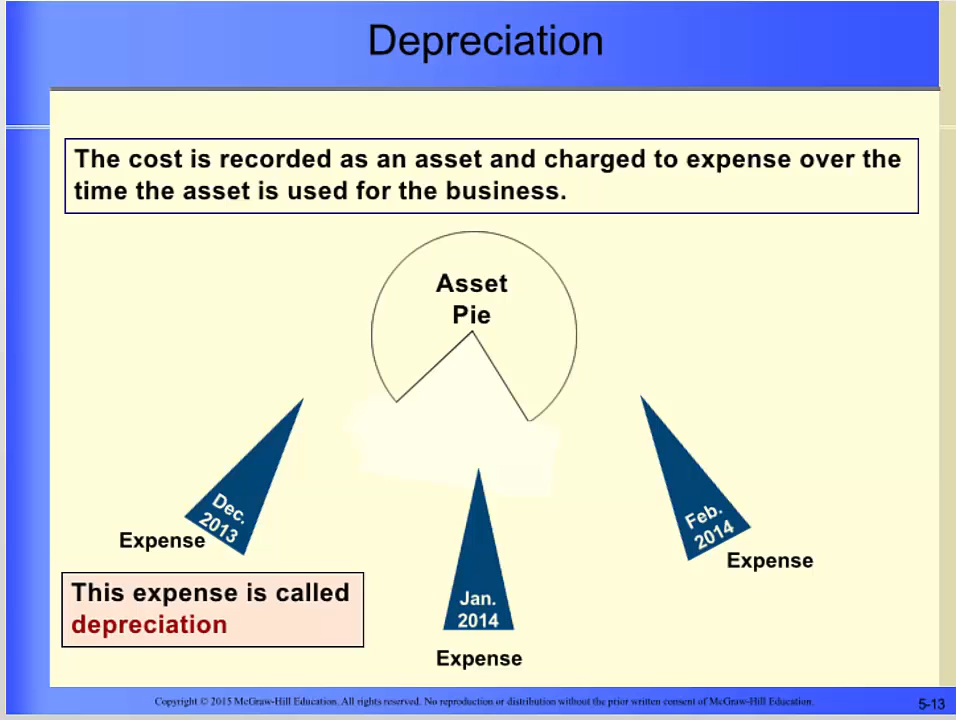 Depreciation
The cost is recorded as an asset and charged to expense over the
time the asset is used for the business.
Asset
Pie
Dec.
2013
Expense
Jan.
2014
Expense
Feb.
2014
Expense
This expense is called
depreciation
Copyright © 2015 McGraw-Hill Education. All rights reserved. No reproduction or distribution without the prior written consent of McGraw-Hill Education.
5-13